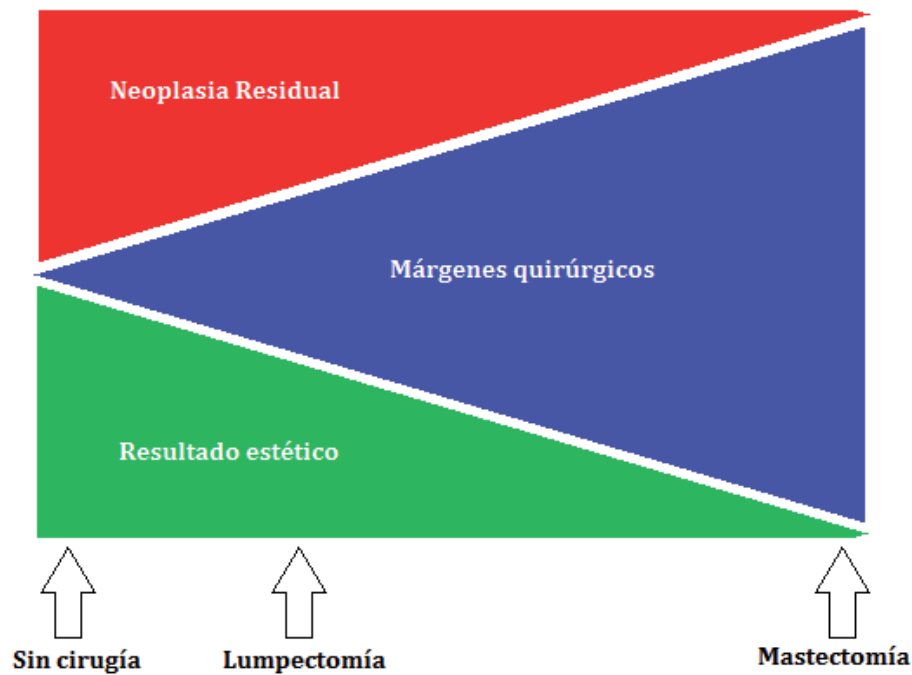 Neoplasia Residual
Márgenes quirúrgicos
Resultado estético
Sin cirugía
Lumpectomía
Mastectomía